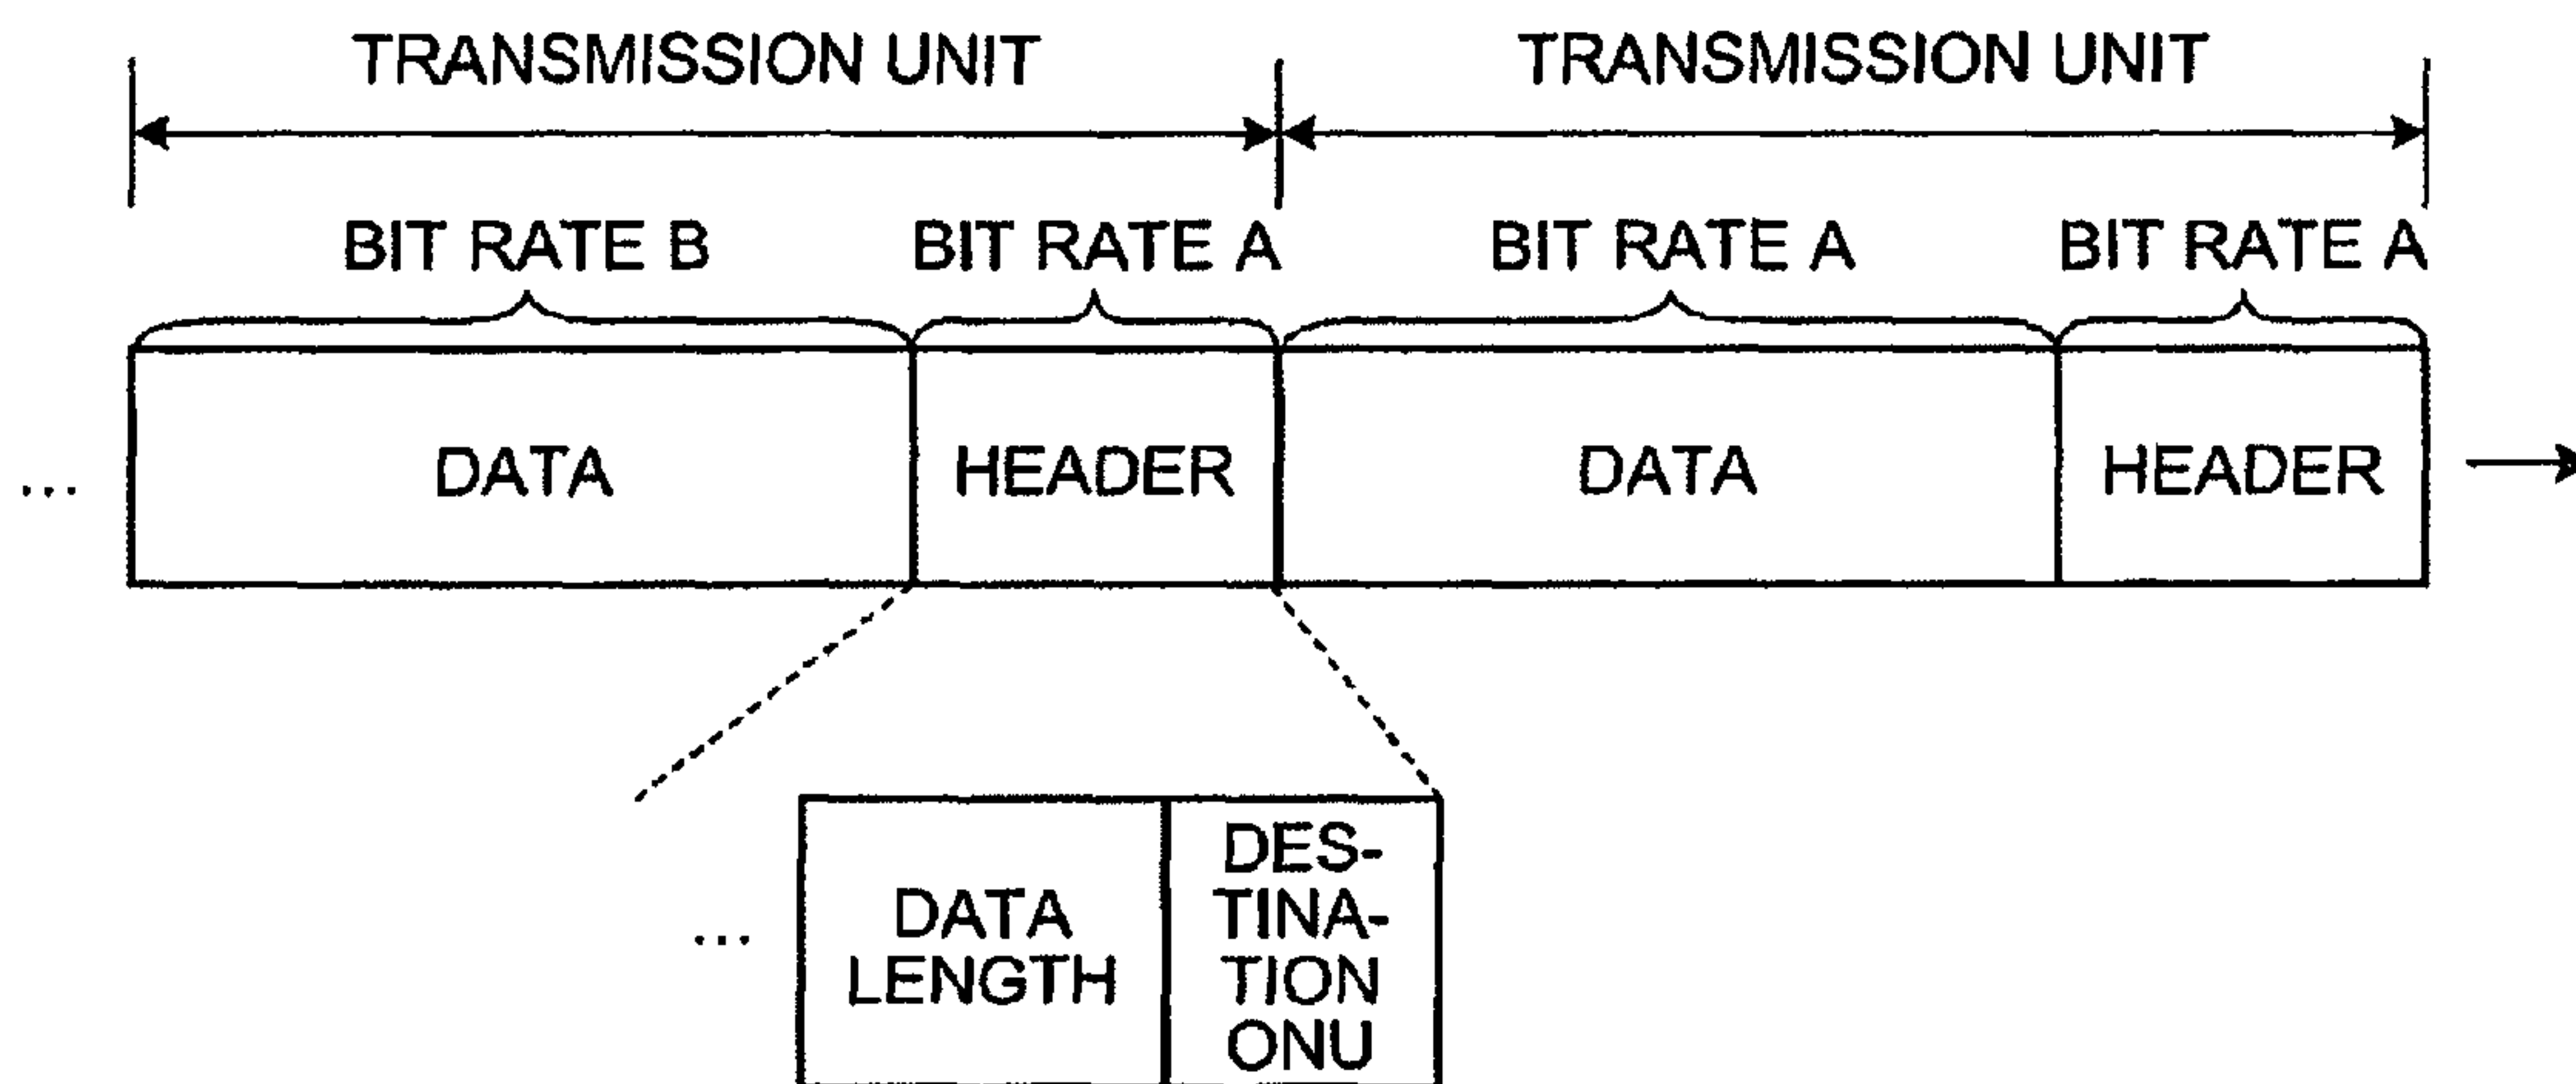 TRANSMISSION UNIT TRANSMISSION UNIT
BIT RATE B BIT RATE A BIT RATE A BIT RATE A
... DATA HEADER DATA HEADER
... DATA
LENGTH
DES-
TINA-
TION
ONU